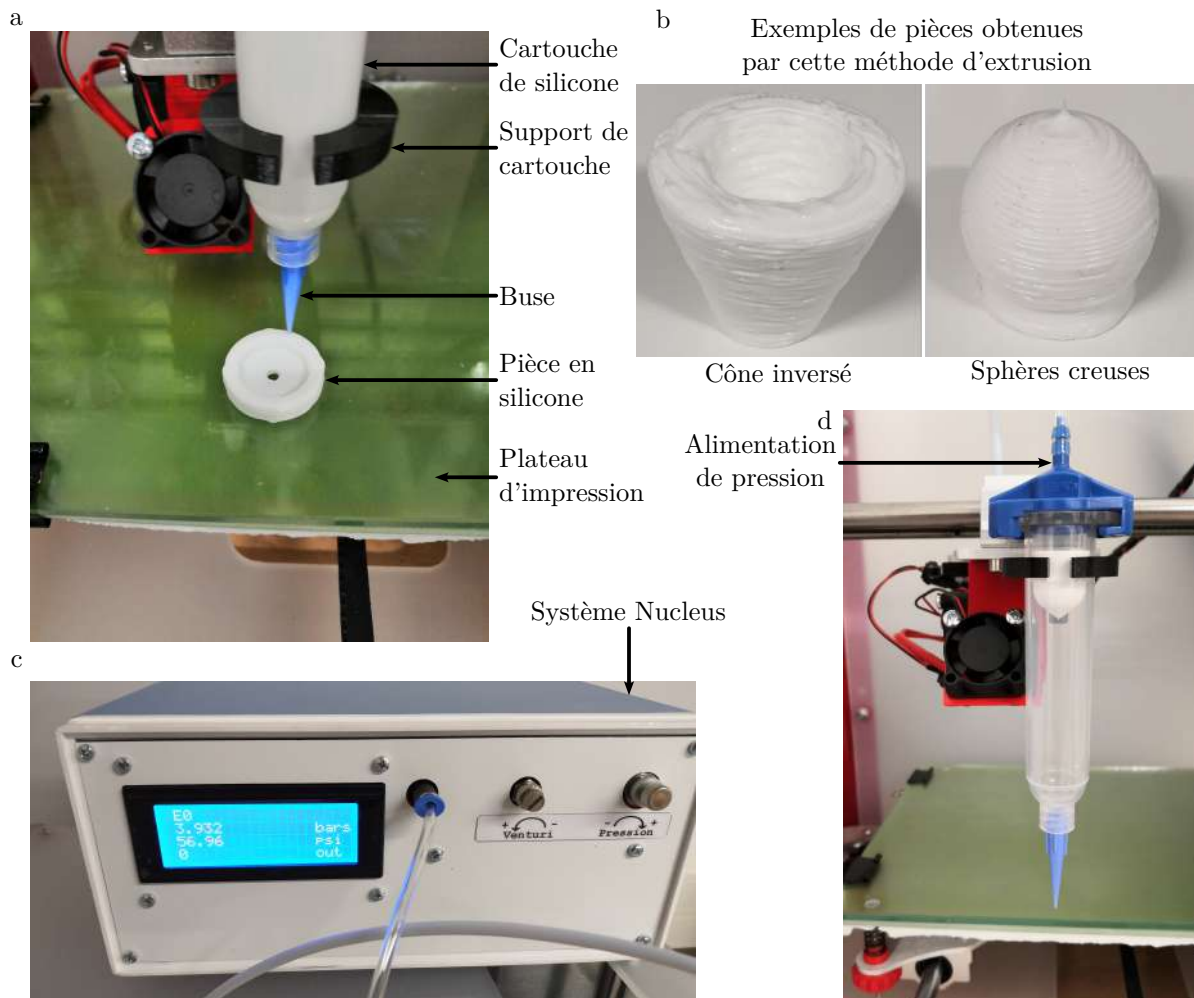 a
Cartouche
de silicone
Support de
cartouche
Buse
Pièce en
silicone
Plateau
d'impression
b
Exemples de pièces obtenues
par cette méthode d'extrusion
Cône inversé
Sphères creuses
c
Système Nucleus
E0
3.932 bars
56.96 psi
0 out
+ -
Venturi
- +
Pression
d
Alimentation
de pression